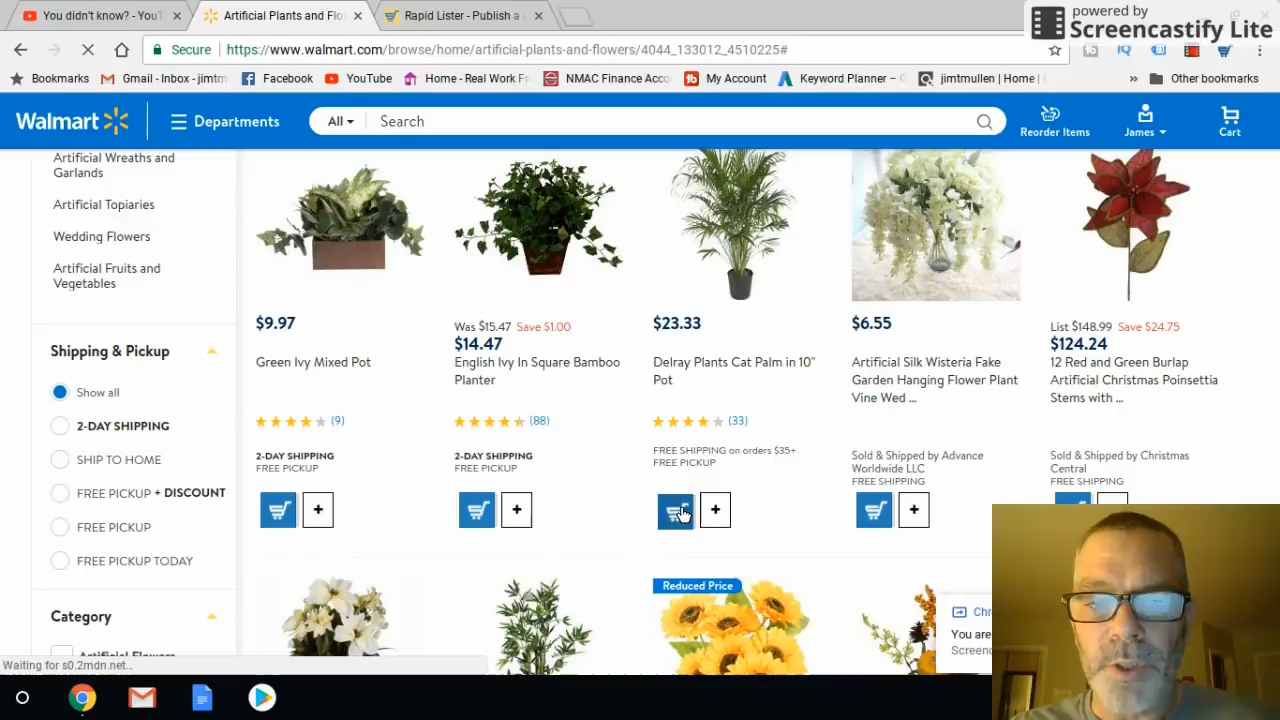 You didn't know? - YouT
Artificial Plants and Flo
Rapid Lister - Publish a
powered by
Screencastify Lite
Secure
https://www.walmart.com/browse/home/artificial-plants-and-flowers/4044_133012_4510225#
Bookmarks
Gmail - Inbox - jimtm
Facebook
YouTube
Home - Real Work Fr
NMAC Finance Acco
My Account
Keyword Planner – G
jimtmullen | Home |
Other bookmarks
Walmart
Departments
All
Search
Reorder Items
James
Cart
Artificial Wreaths and
Garlands
Artificial Topiaries
Wedding Flowers
Artificial Fruits and
Vegetables
Shipping & Pickup
Show all
2-DAY SHIPPING
SHIP TO HOME
FREE PICKUP + DISCOUNT
FREE PICKUP
FREE PICKUP TODAY
Category
Artificial Flowers
$9.97
Green Ivy Mixed Pot
(9)
2-DAY SHIPPING
FREE PICKUP
Was $15.47 Save $1.00
$14.47
English Ivy In Square Bamboo
Planter
(88)
2-DAY SHIPPING
FREE PICKUP
$23.33
Delray Plants Cat Palm in 10"
Pot
(33)
FREE SHIPPING on orders $35+
FREE PICKUP
$6.55
Artificial Silk Wisteria Fake
Garden Hanging Flower Plant
Vine Wed ...
Sold & Shipped by Advance
Worldwide LLC
FREE SHIPPING
List $148.99 Save $24.75
$124.24
12 Red and Green Burlap
Artificial Christmas Poinsettia
Stems with ...
Sold & Shipped by Christmas
Central
FREE SHIPPING
Reduced Price
Chr
You are
Screenc
Waiting for s0.2mdn.net...